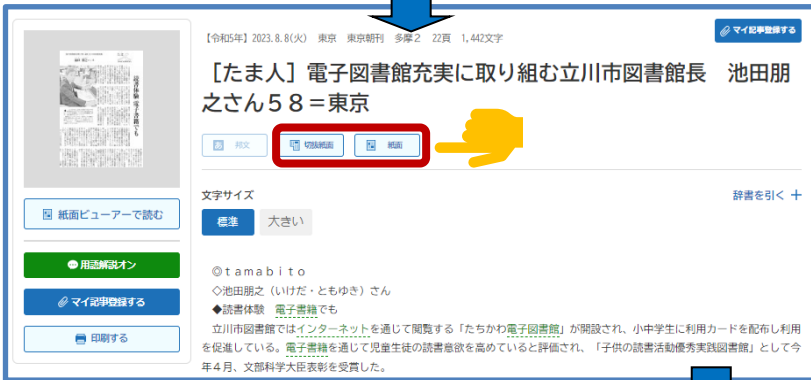 【令和5年】2023.8.8(火) 東京 東京朝刊 多摩２ 22頁 1,442文字
マイ記事登録する
［たま人］電子図書館充実に取り組む立川市図書館長 池田朋
之さん５８＝東京
邦文
切抜紙面
紙面
文字サイズ
辞書を引く ＋
標準
大きい
紙面ビューアーで読む
用語解説オン
マイ記事登録する
印刷する
◎ｔａｍａｂｉｔｏ
◇池田朋之（いけだ・ともゆき）さん
◆読書体験 電子書籍でも
立川市図書館ではインターネットを通じて閲覧する「たちかわ電子図書館」が開設され、小中学生に利用カードを配布し利用
を促進している。電子書籍を通じて児童生徒の読書意欲を高めていると評価され、「子供の読書活動優秀実践図書館」として今
年４月、文部科学大臣表彰を受賞した。
読書体験 電子書籍でも